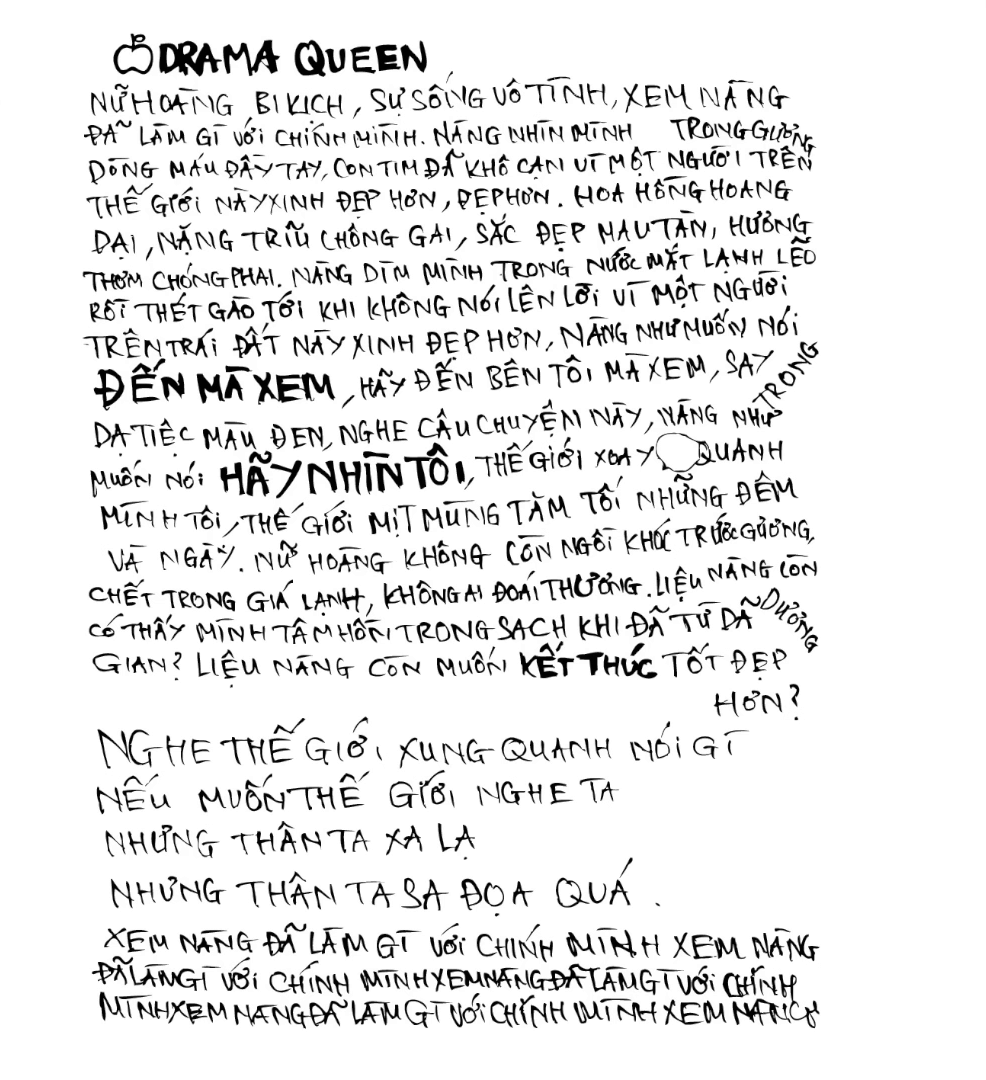 DRAMA QUEEN
NỮ HOÀNG BI KỊCH, SỰ SỐNG VÔ TÌNH, XEM NÀNG
ĐÃ LÀM GÌ VỚI CHÍNH MÌNH. NÀNG NHÌN MÌNH TRONG GƯƠNG
DÒNG MÁU ĐẦY TAY, CON TIM ĐÃ KHÔ CẠN VÌ MỘT NGƯỜI TRÊN
THẾ GIỚI NÀY XINH ĐẸP HƠN, ĐẸP HƠN. HOA HỒNG HOANG
DẠI, NẶNG TRĨU CHÔNG GAI, SẮC ĐẸP MAU TÀN, HƯƠNG
THƠM CHÓNG PHAI. NÀNG DÌM MÌNH TRONG NƯỚC MẮT LẠNH LẼO
RỒI THÉT GÀO TỚI KHI KHÔNG NÓI LÊN LỜI VÌ MỘT NGƯỜI
TRÊN TRÁI ĐẤT NÀY XINH ĐẸP HƠN, NÀNG NHƯ MUỐN NÓI
ĐẾN MÀ XEM, HÃY ĐẾN BÊN TÔI MÀ XEM, SAY TRONG
DẠ TIỆC MÀU ĐEN, NGHE CÂU CHUYỆN NÀY, NÀNG NHƯ
MUỐN NÓI HÃY NHÌN TÔI, THẾ GIỚI XOAY QUANH
MÌNH TÔI, THẾ GIỚI MỊT MÙNG TĂM TỐI NHỮNG ĐÊM
VÀ NGÀY. NỮ HOÀNG KHÔNG CÒN NGỒI KHÓC TRƯỚC GƯƠNG,
CHẾT TRONG GIÁ LẠNH, KHÔNG AI ĐOÁI THƯƠNG. LIỆU NÀNG CÒN
CÓ THẤY MÌNH TÂM HỒN TRONG SẠCH KHI ĐÃ TỪ DÃ DƯƠNG
GIAN? LIỆU NÀNG CÒN MUỐN KẾT THÚC TỐT ĐẸP
HƠN?
NGHE THẾ GIỚI XUNG QUANH NÓI GÌ
NẾU MUỐN THẾ GIỚI NGHE TA
NHƯNG THÂN TA XA LẠ
NHƯNG THÂN TA SA ĐỌA QUÁ.
XEM NÀNG ĐÃ LÀM GÌ VỚI CHÍNH MÌNH XEM NÀNG
ĐÃ LÀM GÌ VỚI CHÍNH MÌNH XEM NÀNG ĐÃ LÀM GÌ VỚI CHÍNH
MÌNH XEM NÀNG ĐÃ LÀM GÌ VỚI CHÍNH MÌNH XEM NÀNG